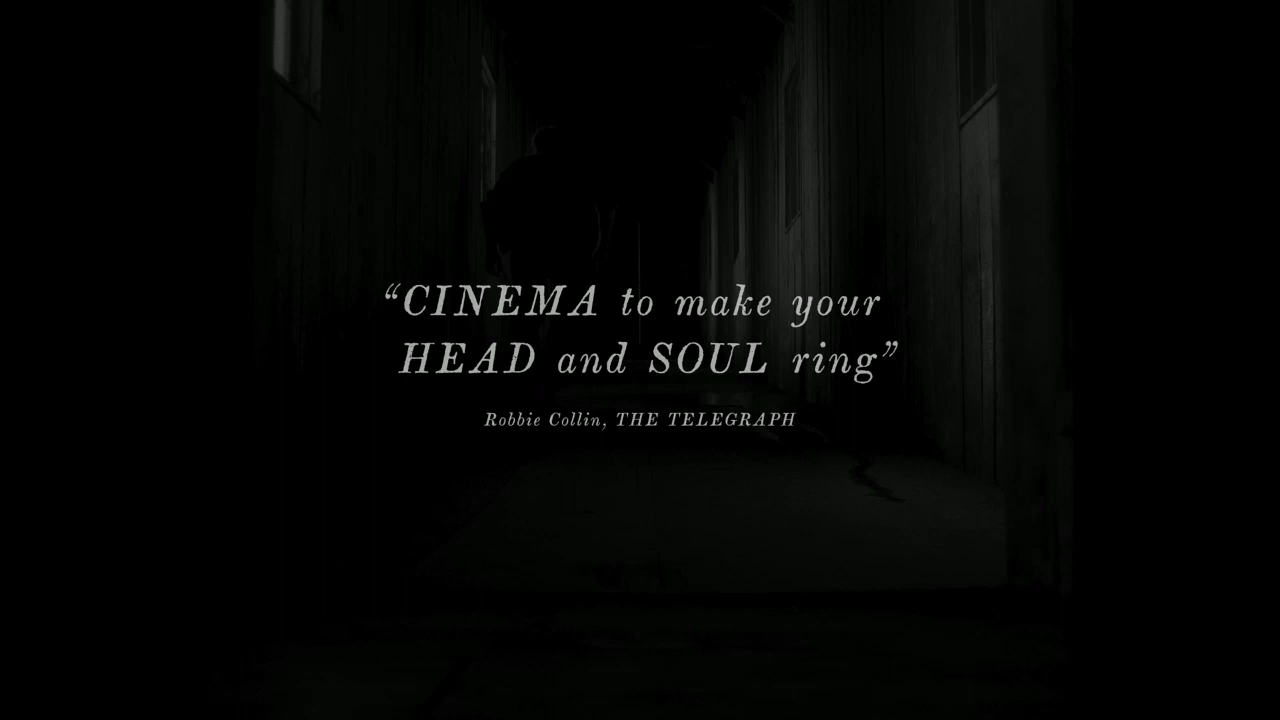 “CINEMA to make your
HEAD and SOUL ring”
Robbie Collin, THE TELEGRAPH